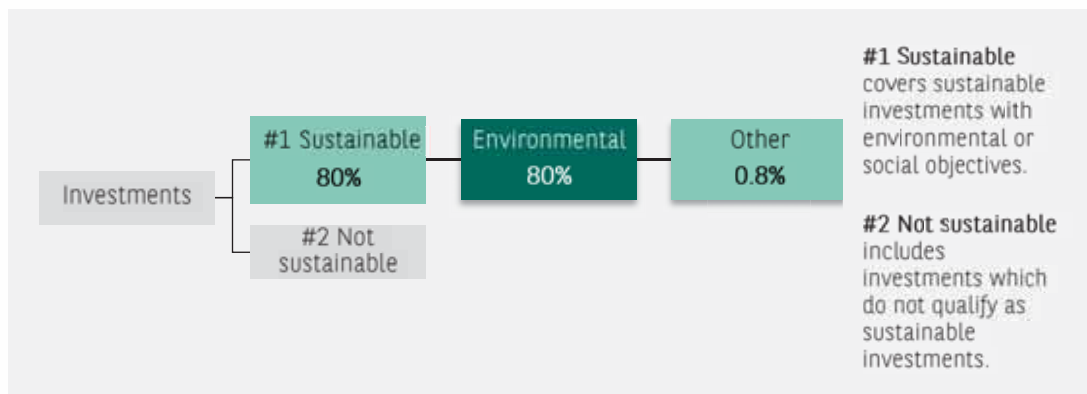 Investments
#1 Sustainable
80%
#2 Not
sustainable
Environmental
80%
Other
0.8%
#1 Sustainable
covers sustainable
investments with
environmental or
social objectives.
#2 Not sustainable
includes
investments which
do not qualify as
sustainable
investments.